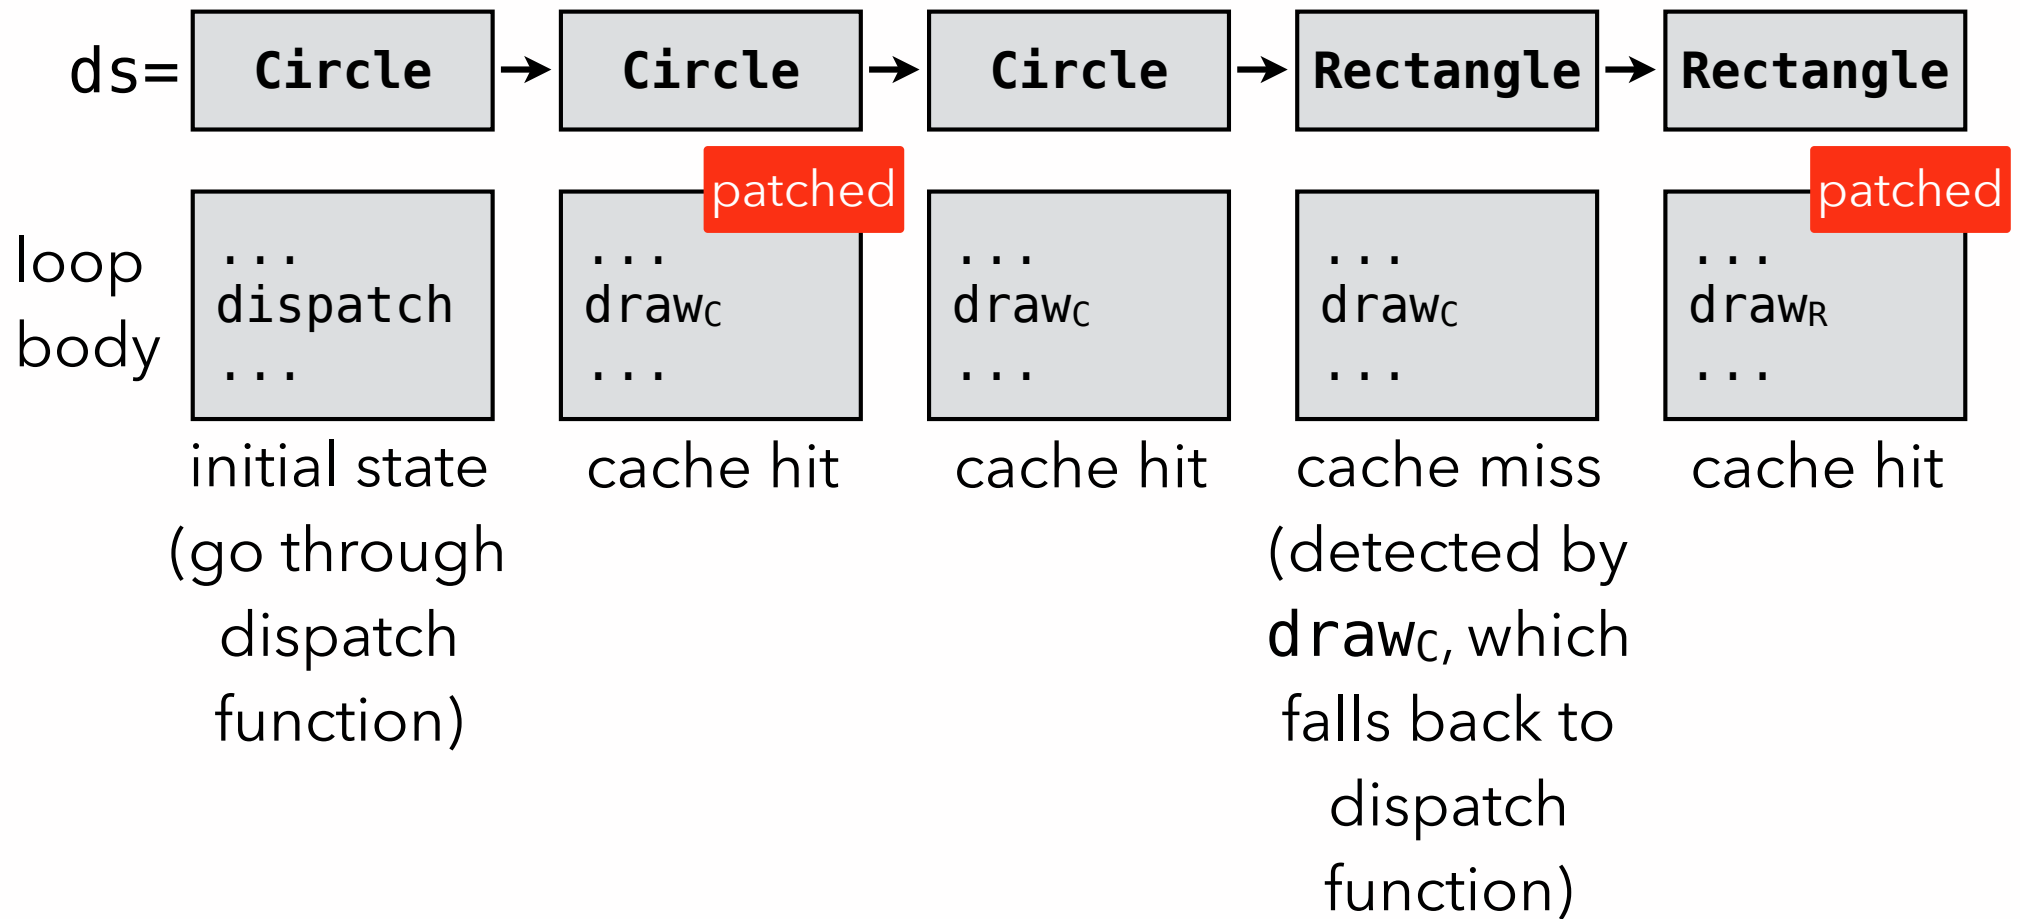 ds= Circle → Circle → Circle → Rectangle → Rectangle
patched patched
loop body
...
dispatch
...
initial state
(go through
dispatch
function)
...
drawC
...
cache hit
...
drawC
...
cache hit
...
drawC
...
cache miss
(detected by
drawC, which
falls back to
dispatch
function)
...
drawR
...
cache hit